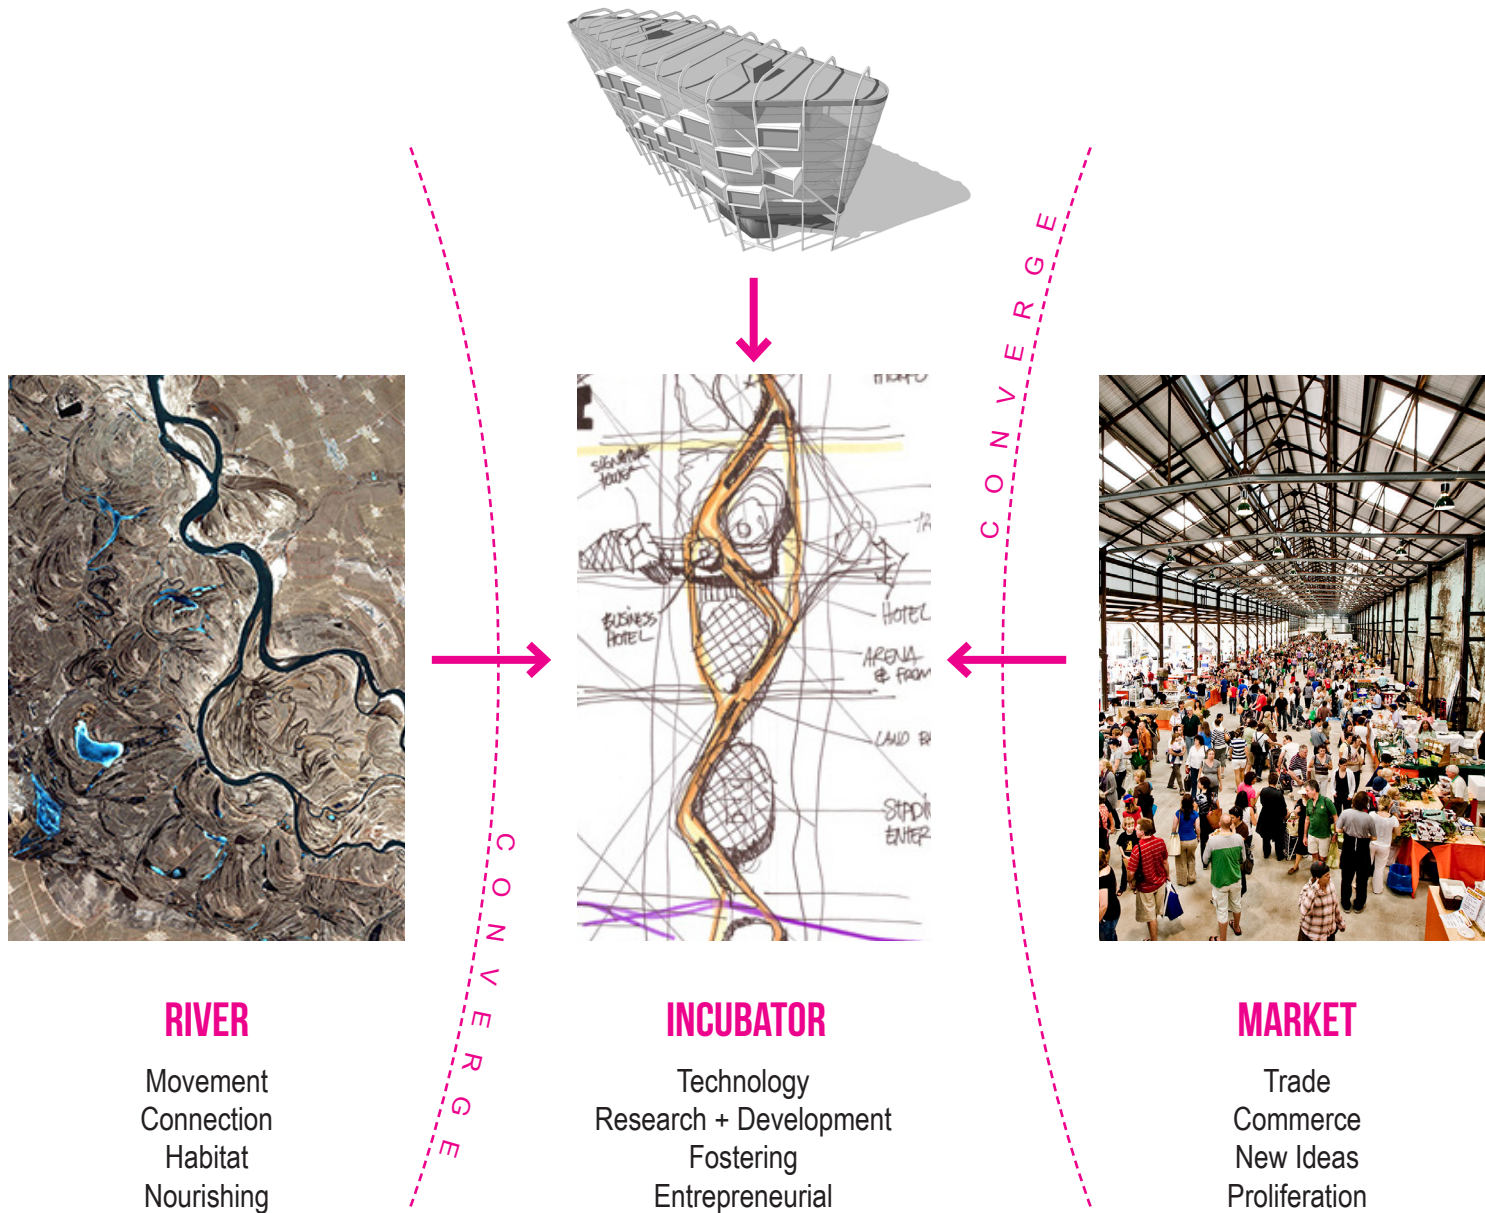 CONVERGE
SIGNATURE
TOWER
BUSINESS
HOTEL
HOTEL
ARENA
LAND
ENTER
CONVERGE
RIVER
Movement
Connection
Habitat
Nourishing
INCUBATOR
Technology
Research + Development
Fostering
Entrepreneurial
MARKET
Trade
Commerce
New Ideas
Proliferation